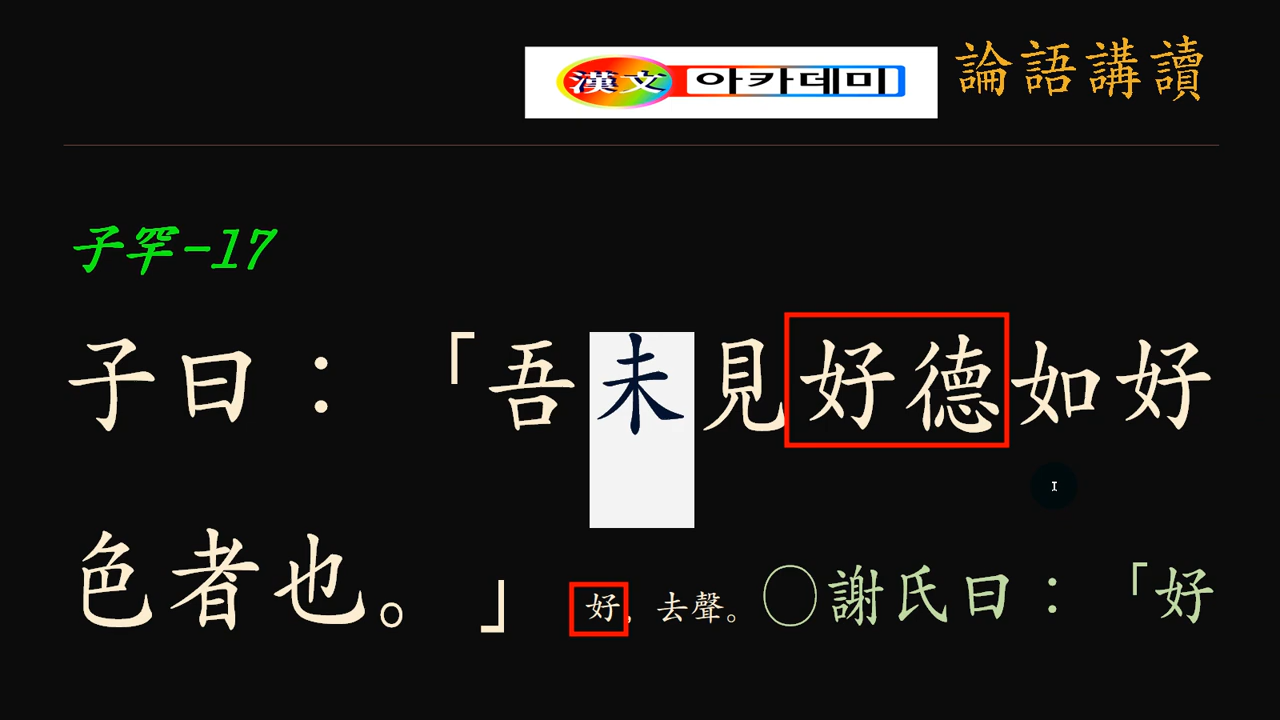 漢文 아카데미 論語講讀
子罕-17
子曰：「吾未見好德如好
色者也。」 好，去聲。〇謝氏曰：「好